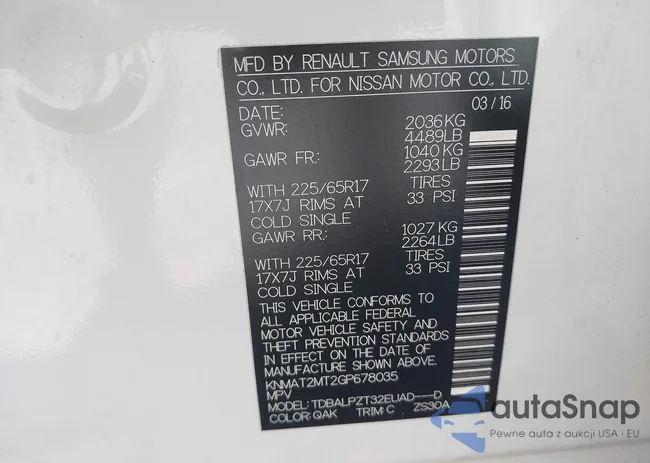 MFD BY RENAULT SAMSUNG MOTORS
CO., LTD. FOR NISSAN MOTOR CO., LTD.
DATE: 03 / 16
GVWR: 2036 KG
4489 LB
GAWR FR: 1040 KG
2293 LB
WITH 225/65R17 TIRES
17X7J RIMS AT 33 PSI
COLD SINGLE
GAWR RR: 1027 KG
2264 LB
WITH 225/65R17 TIRES
17X7J RIMS AT 33 PSI
COLD SINGLE
THIS VEHICLE CONFORMS TO
ALL APPLICABLE FEDERAL
MOTOR VEHICLE SAFETY AND
THEFT PREVENTION STANDARDS
IN EFFECT ON THE DATE OF
MANUFACTURE SHOWN ABOVE.
KNMAT2MT2GP678035
MPV
MODEL: TDBALPZT32EUAD---D
COLOR: QAK TRIM: C ZS30A
autaSnap
Pewne auta z aukcji USA i EU